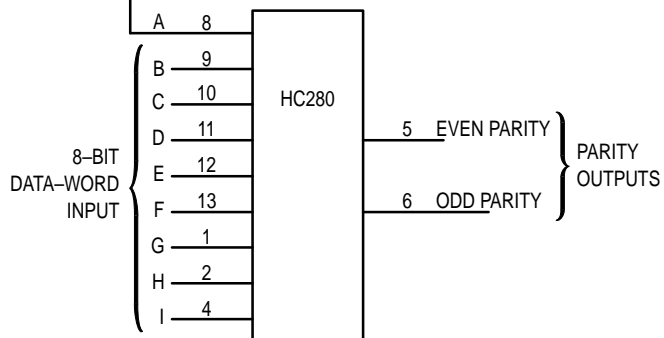 A 8
B 9
C 10
D 11
E 12
F 13
G 1
H 2
I 4
8–BIT
DATA–WORD
INPUT
HC280
5 EVEN PARITY
6 ODD PARITY
PARITY
OUTPUTS